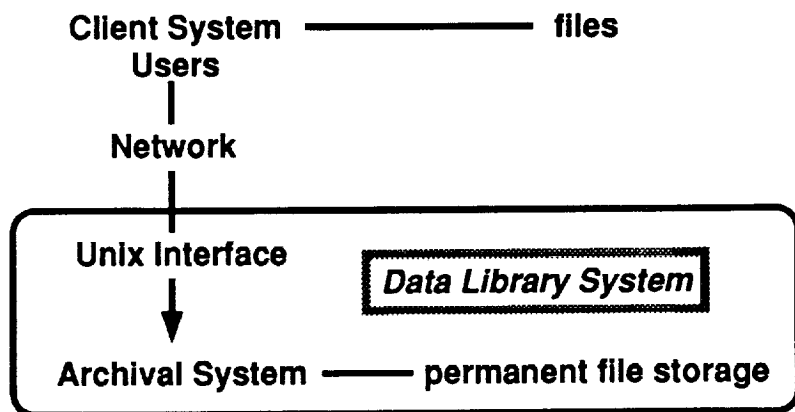 Client System files
Users
Network
Unix Interface
Data Library System
Archival System permanent file storage